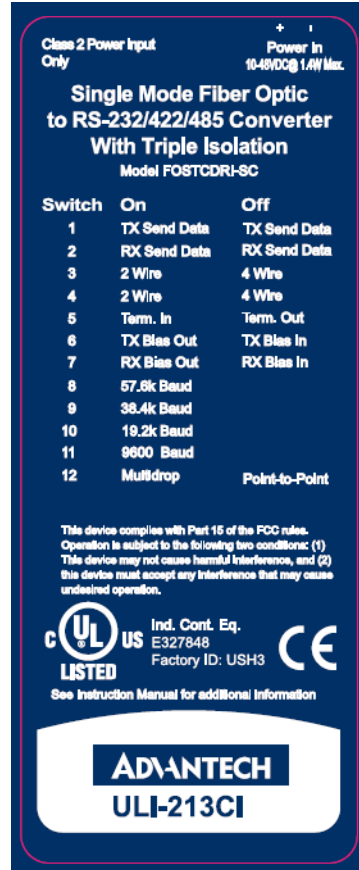 + -
Class 2 Power Input Only
Power In
10-48VDC@ 1.4W Max.
Single Mode Fiber Optic
to RS-232/422/485 Converter
With Triple Isolation
Model FOSTCDRI-SC
Switch On Off
1 TX Send Data TX Send Data
2 RX Send Data RX Send Data
3 2 Wire 4 Wire
4 2 Wire 4 Wire
5 Term. In Term. Out
6 TX Bias Out TX Bias In
7 RX Bias Out RX Bias In
8 57.6k Baud
9 38.4k Baud
10 19.2k Baud
11 9600 Baud
12 Multidrop Point-to-Point
This device complies with Part 15 of the FCC rules.
Operation is subject to the following two conditions: (1)
This device may not cause harmful interference, and (2)
this device must accept any interference that may cause
undesired operation.
C UL US
LISTED
Ind. Cont. Eq.
E327848
Factory ID: USH3
CE
See Instruction Manual for additional information
ADVANTECH
ULI-213CI